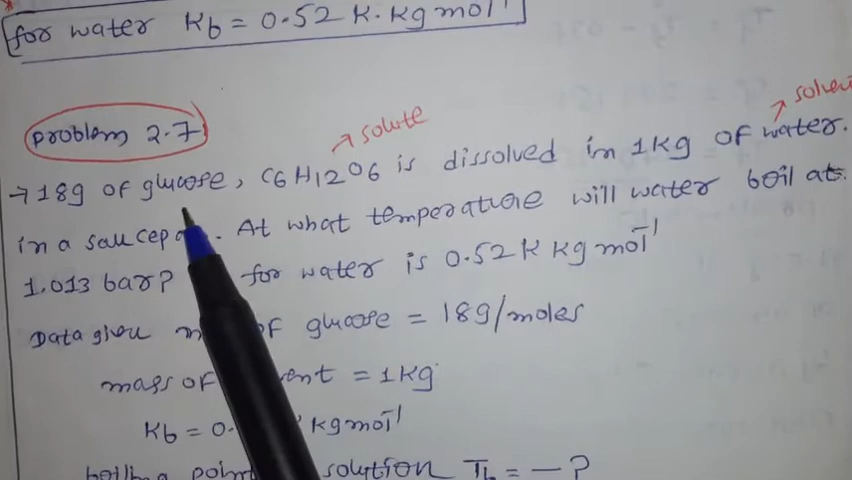 for water Kb = 0.52 K.Kg mol⁻¹
Problem 2.7
→ solute
→ solvent
→ 18g of glucose, C6H12O6 is dissolved in 1Kg of water.
in a saucep . At what temperature will water boil at
1.013 bar? for water is 0.52 K Kg mol⁻¹
Data given of glucose = 18g/moles
mass of = 1Kg
Kb = 0. Kg mol⁻¹
boiling point solution Tb = — ?